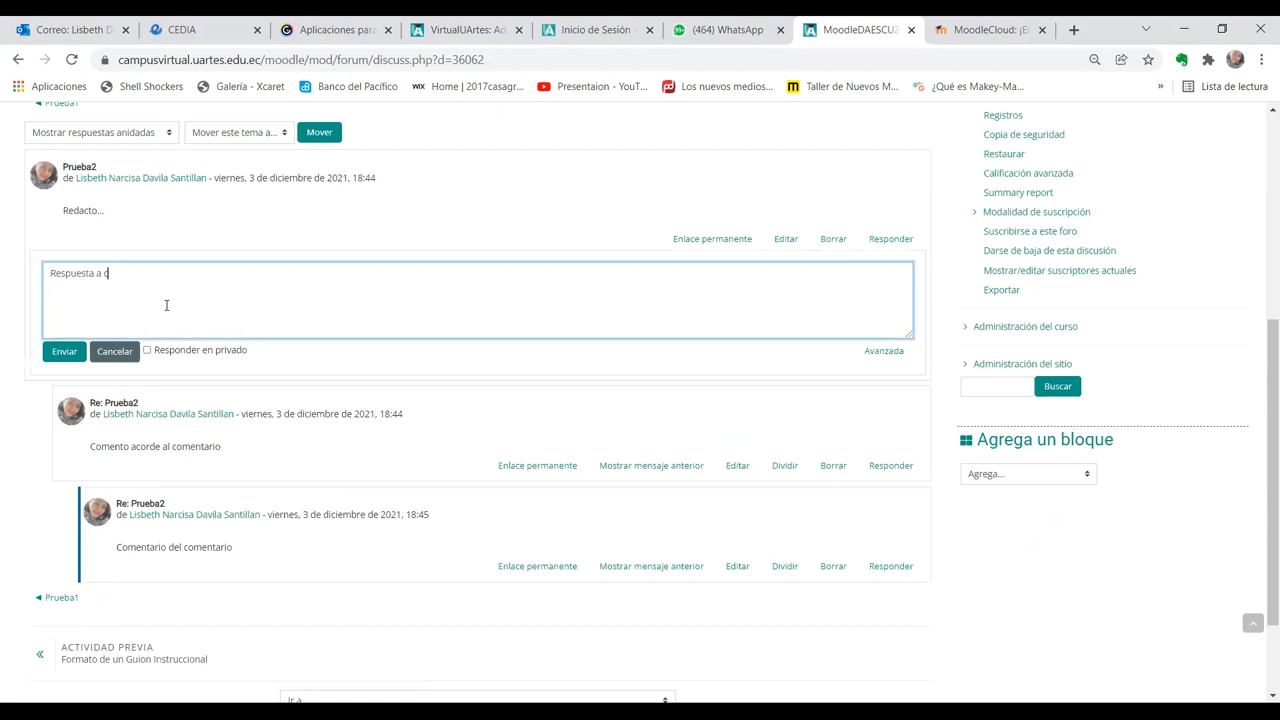 Correo: Lisbeth D
CEDIA
Aplicaciones para
VirtualUArtes: Ad
Inicio de Sesión -
(464) WhatsApp
MoodleDAESCU2
MoodleCloud: ¡El
campusvirtual.uartes.edu.ec/moodle/mod/forum/discuss.php?d=36062
Aplicaciones
Shell Shockers
Galería - Xcaret
Banco del Pacífico
WIX Home | 2017casagr...
Presentaion - YouT...
Los nuevos medios...
Taller de Nuevos M...
¿Qué es Makey-Ma...
»
Lista de lectura
◄ Prueba1
Mostrar respuestas anidadas
Mover este tema a...
Mover
Prueba2
de Lisbeth Narcisa Davila Santillan - viernes, 3 de diciembre de 2021, 18:44
Redacto...
Enlace permanente Editar Borrar Responder
Respuesta a c
Enviar
Cancelar
Responder en privado
Avanzada
Re: Prueba2
de Lisbeth Narcisa Davila Santillan - viernes, 3 de diciembre de 2021, 18:44
Comento acorde al comentario
Enlace permanente Mostrar mensaje anterior Editar Dividir Borrar Responder
Re: Prueba2
de Lisbeth Narcisa Davila Santillan - viernes, 3 de diciembre de 2021, 18:45
Comentario del comentario
Enlace permanente Mostrar mensaje anterior Editar Dividir Borrar Responder
◄ Prueba1
ACTIVIDAD PREVIA
Formato de un Guion Instruccional
Ir a
Registros
Copia de seguridad
Restaurar
Calificación avanzada
Summary report
Modalidad de suscripción
Suscribirse a este foro
Darse de baja de esta discusión
Mostrar/editar suscriptores actuales
Exportar
Administración del curso
Administración del sitio
Buscar
Agrega un bloque
Agrega...